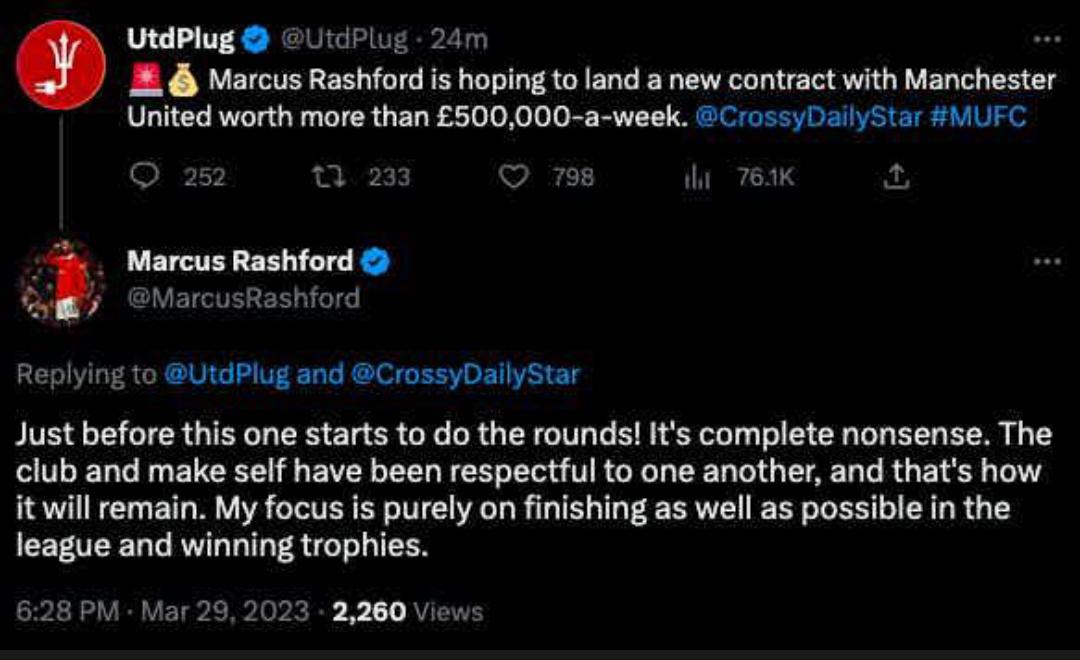 UtdPlug @UtdPlug · 24m
🚨💰 Marcus Rashford is hoping to land a new contract with Manchester
United worth more than £500,000-a-week. @CrossyDailyStar #MUFC
252 233 798 76.1K
Marcus Rashford
@MarcusRashford
Replying to @UtdPlug and @CrossyDailyStar
Just before this one starts to do the rounds! It's complete nonsense. The
club and make self have been respectful to one another, and that's how
it will remain. My focus is purely on finishing as well as possible in the
league and winning trophies.
6:28 PM · Mar 29, 2023 · 2,260 Views